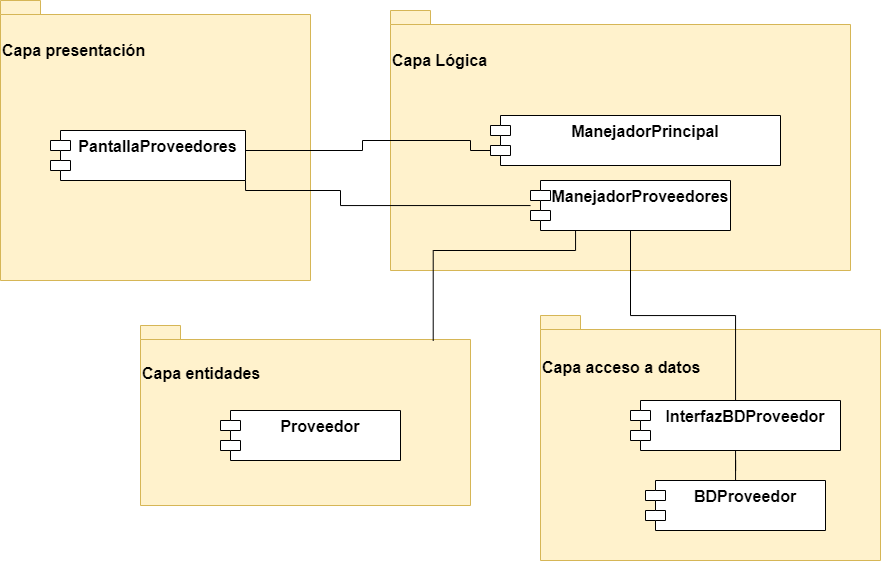 Capa presentación
Capa Lógica
PantallaProveedores
ManejadorPrincipal
ManejadorProveedores
Capa entidades
Capa acceso a datos
Proveedor
InterfazBDProveedor
BDProveedor